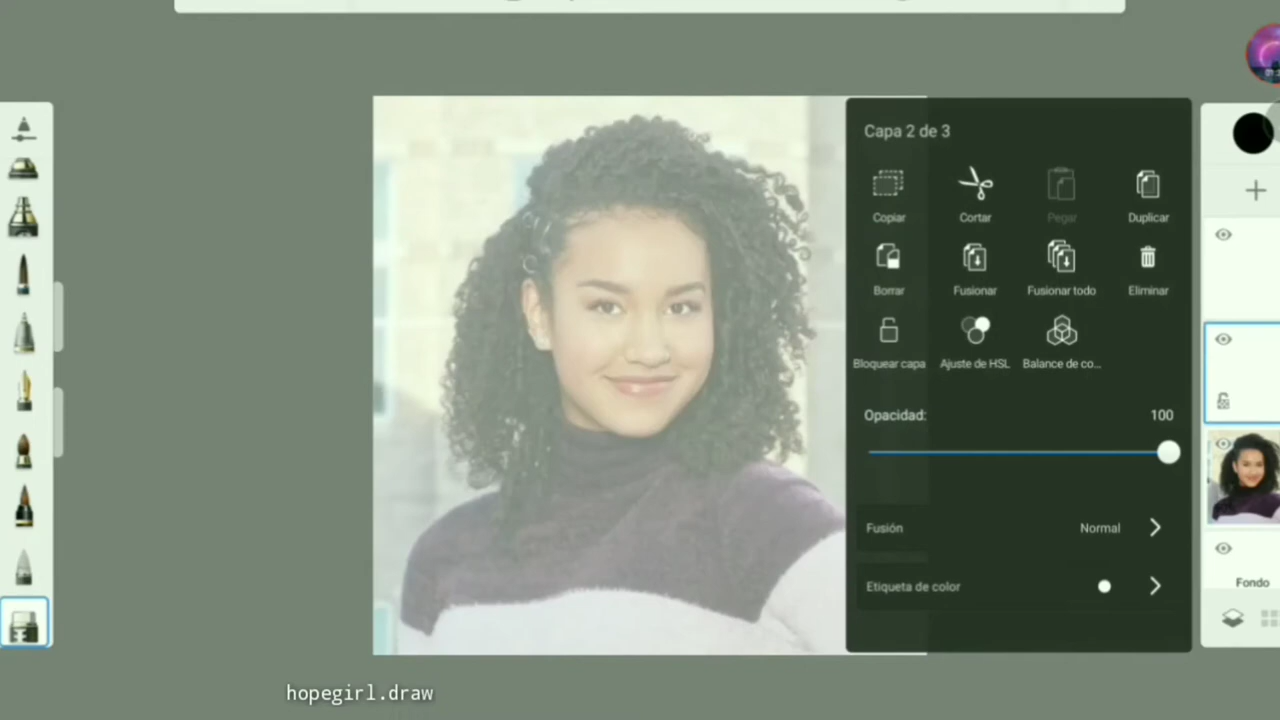 Capa 2 de 3
Copiar
Cortar
Pegar
Duplicar
Borrar
Fusionar
Fusionar todo
Eliminar
Bloquear capa
Ajuste de HSL
Balance de co...
Opacidad:
100
Fusión
Normal
Etiqueta de color
Fondo
hopegirl.draw